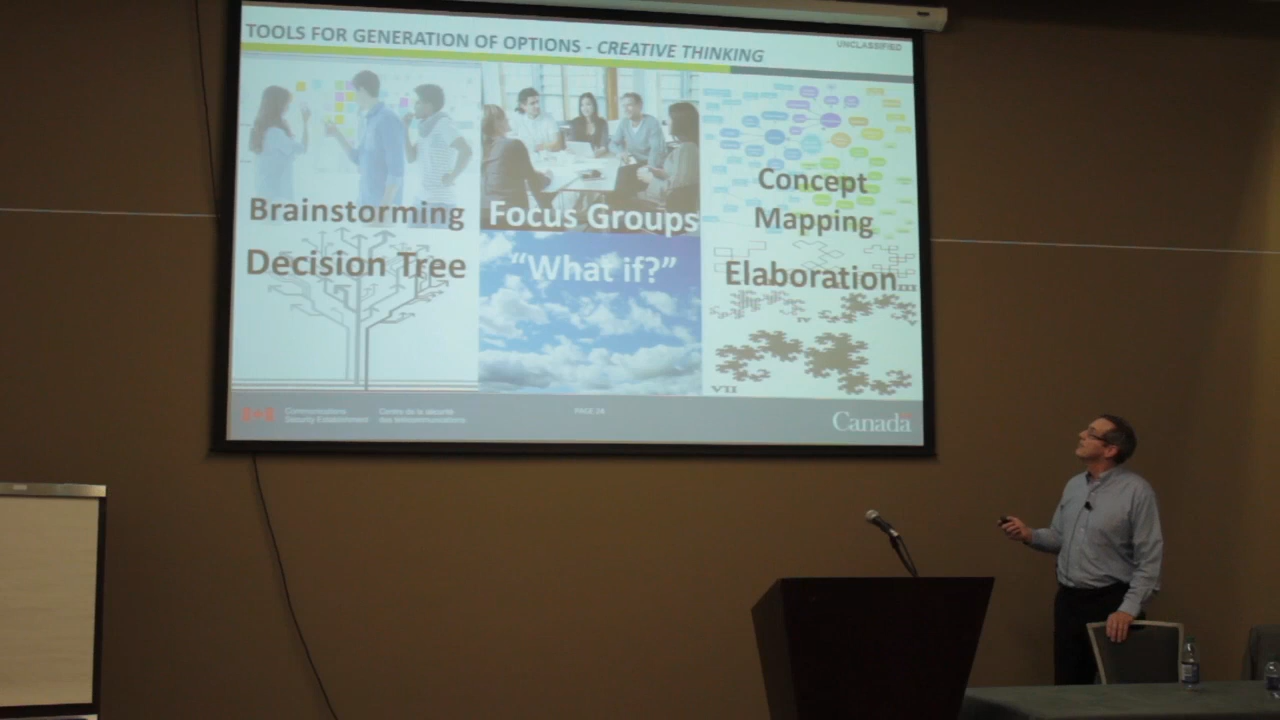 TOOLS FOR GENERATION OF OPTIONS - CREATIVE THINKING
UNCLASSIFIED
Brainstorming
Focus Groups
Concept
Mapping
Decision Tree
"What if?"
Elaboration...
VII
Communications
Security Establishment
Centre de la sécurité
des télécommunications
Canada